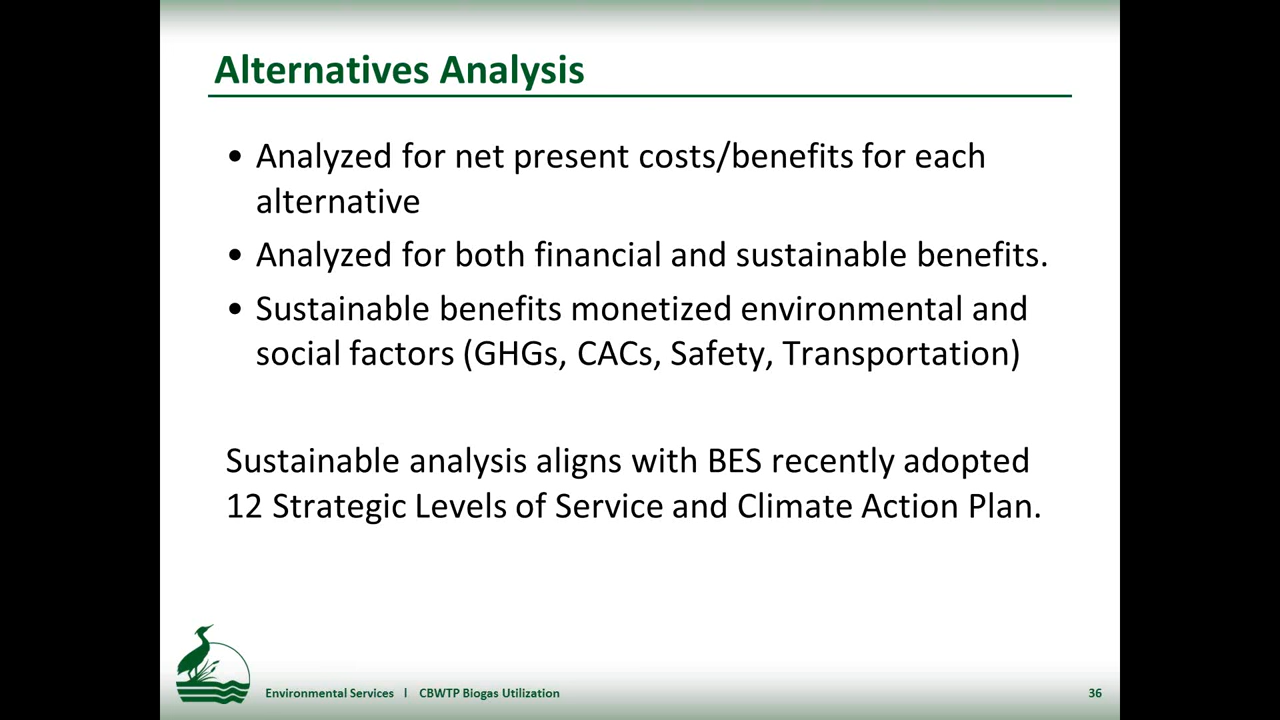 Alternatives Analysis
• Analyzed for net present costs/benefits for each
alternative
• Analyzed for both financial and sustainable benefits.
• Sustainable benefits monetized environmental and
social factors (GHGs, CACs, Safety, Transportation)
Sustainable analysis aligns with BES recently adopted
12 Strategic Levels of Service and Climate Action Plan.
Environmental Services | CBWTP Biogas Utilization 36